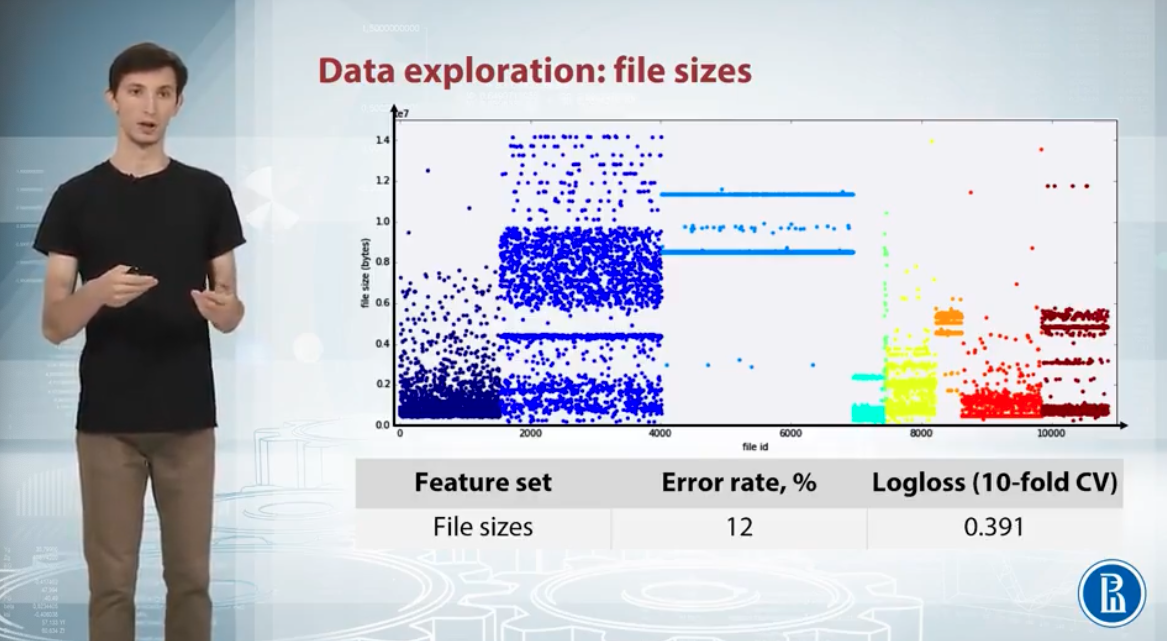 Data exploration: file sizes
1e7
1.4
1.2
1.0
0.8
0.6
0.4
0.2
0.0
file size (bytes)
0
2000
4000
6000
8000
10000
file id
Feature set
Error rate, %
Logloss (10-fold CV)
File sizes
12
0.391